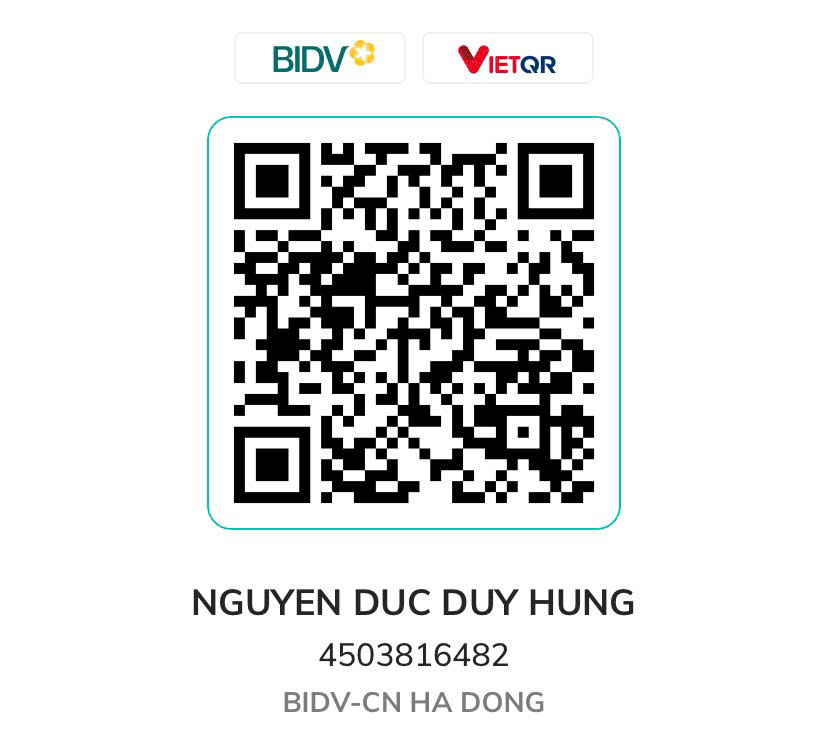 BIDV VIETQR
NGUYEN DUC DUY HUNG
4503816482
BIDV-CN HA DONG